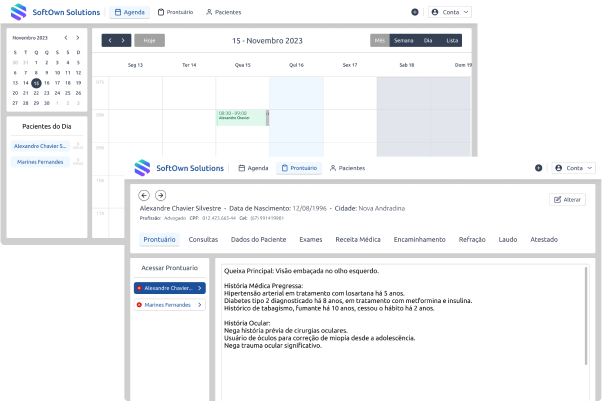 SoftOwn Solutions
Agenda
Prontuário
Pacientes
Conta
Novembro 2023
S T Q Q S S D
30 31 1 2 3 4 5
6 7 8 9 10 11 12
13 14 15 16 17 18 19
20 21 22 23 24 25 26
27 28 29 30 1 2 3
Pacientes do Dia
Alexandre Chavier S...
Marines Fernandes
Hoje
15 - Novembro 2023
Mês Semana Dia Lista
Seg 13 Ter 14 Qua 15 Qui 16 Sex 17 Sab 18 Dom 19
08:30 - 09:00
Alexandre Chavier
SoftOwn Solutions
Agenda
Prontuário
Pacientes
Conta
Alterar
Alexandre Chavier Silvestre - Data de Nascimento: 12/08/1996 - Cidade: Nova Andradina
Profissão: Advogado CPF: 012.473.665-44 Cel: (67) 991419981
Prontuário Consultas Dados do Paciente Exames Receita Médica Encaminhamento Refração Laudo Atestado
Acessar Prontuario
Alexandre Chavier...
Marines Fernandes
Queixa Principal: Visão embaçada no olho esquerdo.
História Médica Pregressa:
Hipertensão arterial em tratamento com losartana há 5 anos.
Diabetes tipo 2 diagnosticado há 8 anos, em tratamento com metformina e insulina.
Histórico de tabagismo, fumante há 10 anos, cessou o hábito há 2 anos.
História Ocular:
Nega história prévia de cirurgias oculares.
Usuário de óculos para correção de miopia desde a adolescência.
Nega trauma ocular significativo.